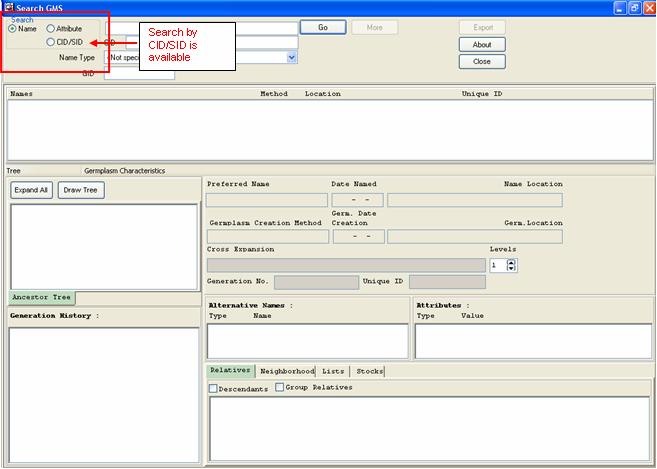 Search GMS
Search
Name
Attribute
CID/SID
Search by
CID/SID is
available
Go
More
Export
About
Close
Name Type
GID
Names Method Location Unique ID
Tree Germplasm Characteristics
Expand All Draw Tree
Ancestor Tree
Generation History :
Preferred Name Date Named Name Location
- -
Germplasm Creation Method Germ. Date Creation Germ.Location
- -
Cross Expansion Levels
1
Generation No. Unique ID
Alternative Names : Attributes :
Type Name Type Value
Relatives Neighborhood Lists Stocks
Descendants Group Relatives